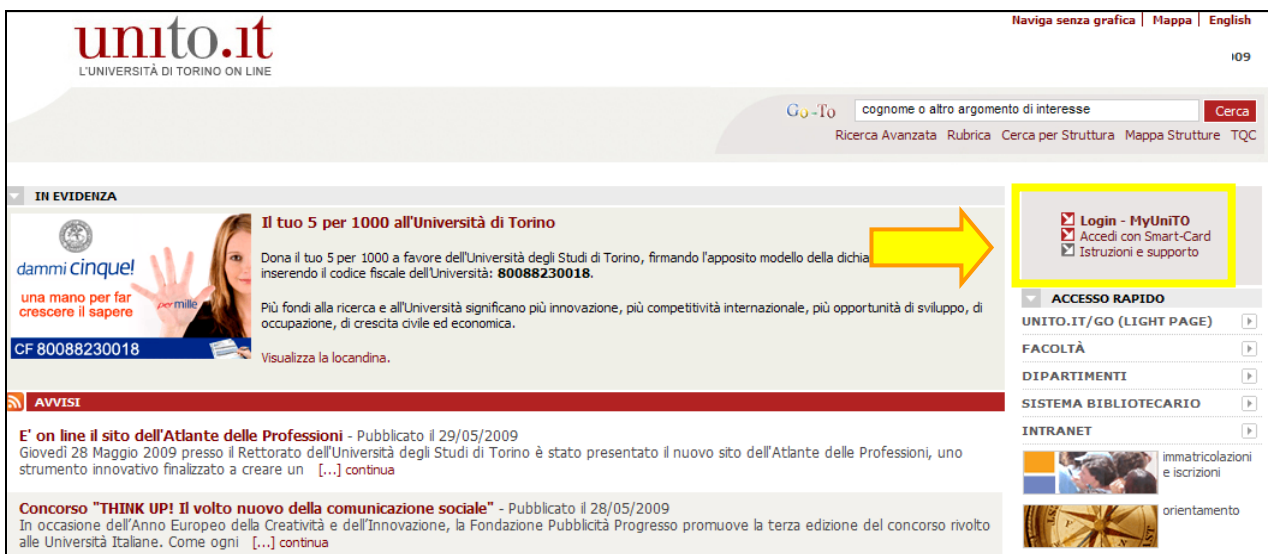 Naviga senza grafica | Mappa | English
unito.it
L'UNIVERSITÀ DI TORINO ON LINE
009
Go-To cognome o altro argomento di interesse Cerca
Ricerca Avanzata Rubrica Cerca per Struttura Mappa Strutture TQC
IN EVIDENZA
dammi cinque!
una mano per far
crescere il sapere
per mille
CF 80088230018
Il tuo 5 per 1000 all'Università di Torino
Dona il tuo 5 per 1000 a favore dell'Università degli Studi di Torino, firmando l'apposito modello della dichia
inserendo il codice fiscale dell'Università: 80088230018.
Più fondi alla ricerca e all'Università significano più innovazione, più competitività internazionale, più opportunità di sviluppo, di
occupazione, di crescita civile ed economica.
Visualizza la locandina.
Login - MyUniTO
Accedi con Smart-Card
Istruzioni e supporto
ACCESSO RAPIDO
UNITO.IT/GO (LIGHT PAGE)
FACOLTÀ
DIPARTIMENTI
SISTEMA BIBLIOTECARIO
INTRANET
immatricolazioni
e iscrizioni
orientamento
AVVISI
E' on line il sito dell'Atlante delle Professioni - Pubblicato il 29/05/2009
Giovedì 28 Maggio 2009 presso il Rettorato dell'Università degli Studi di Torino è stato presentato il nuovo sito dell'Atlante delle Professioni, uno
strumento innovativo finalizzato a creare un [...] continua
Concorso "THINK UP! Il volto nuovo della comunicazione sociale" - Pubblicato il 28/05/2009
In occasione dell'Anno Europeo della Creatività e dell'Innovazione, la Fondazione Pubblicità Progresso promuove la terza edizione del concorso rivolto
alle Università Italiane. Come ogni [...] continua